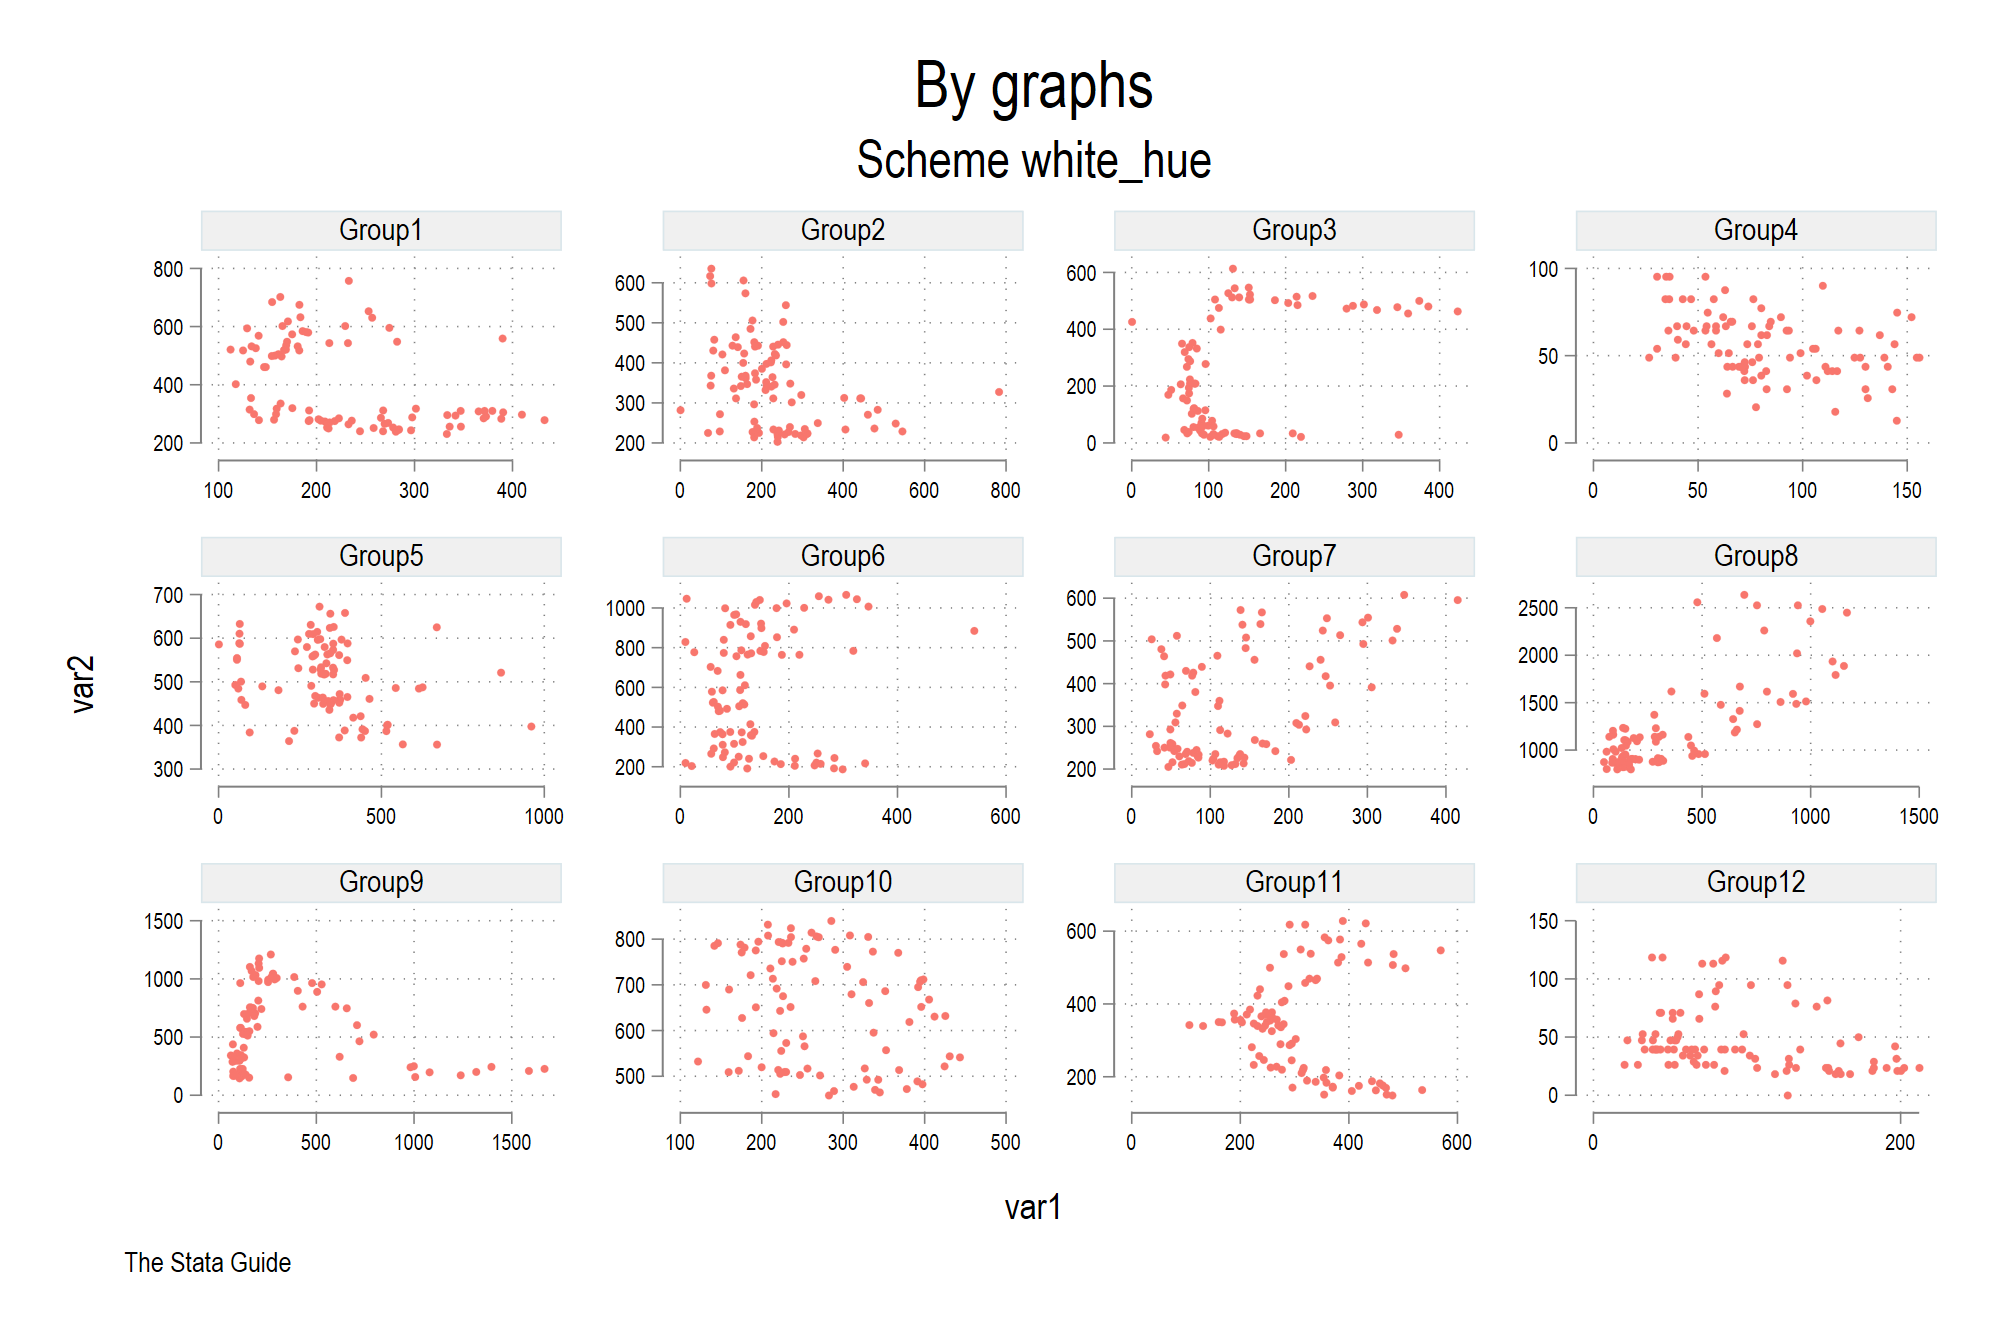 By graphs
Scheme white_hue
Group1 Group2 Group3 Group4
800 600 600 100
600 500 400 50
400 400 200 0
200 300 0
200
100 200 300 400 0 200 400 600 800 0 100 200 300 400 0 50 100 150
Group5 Group6 Group7 Group8
700 1000 600 2500
600 800 500 2000
500 600 400 1500
400 400 300 1000
300 200 200
0 500 1000 0 200 400 600 0 100 200 300 400 0 500 1000 1500
var2
Group9 Group10 Group11 Group12
1500 800 600 150
1000 700 400 100
500 600 200 50
0 500 0
0 500 1000 1500 100 200 300 400 500 0 200 400 600 0 200
var1
The Stata Guide